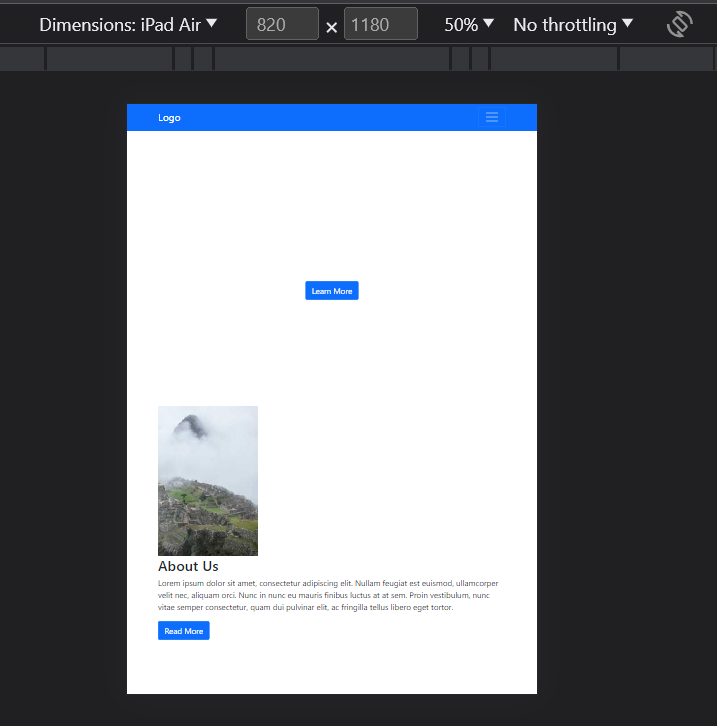 Dimensions: iPad Air ▼ 820 × 1180 50% ▼ No throttling ▼
Logo
Learn More
About Us
Lorem ipsum dolor sit amet, consectetur adipiscing elit. Nullam feugiat est euismod, ullamcorper
velit nec, aliquam orci. Nunc in nunc eu mauris finibus luctus at at sem. Proin vestibulum, nunc
vitae semper consectetur, quam dui pulvinar elit, ac fringilla tellus libero eget tortor.
Read More